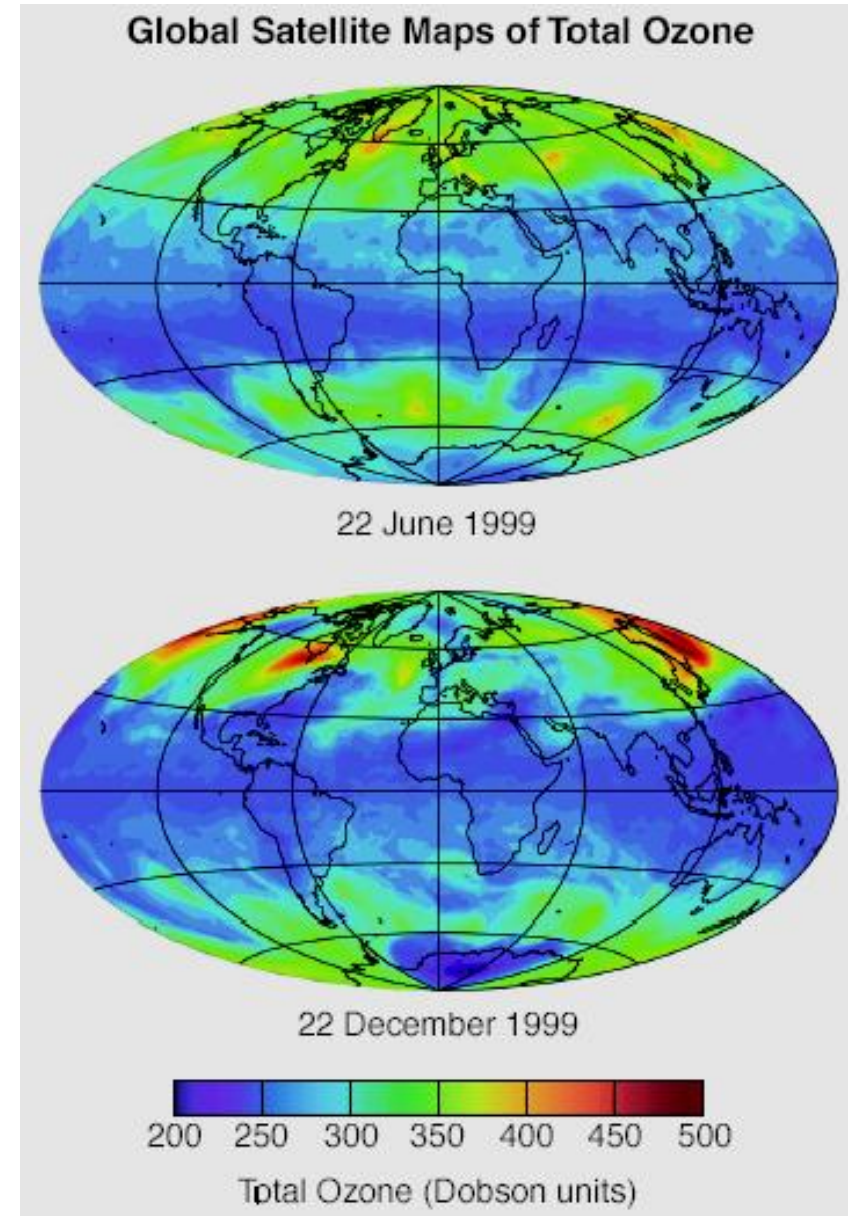 Global Satellite Maps of Total Ozone
22 June 1999
22 December 1999
200 250 300 350 400 450 500
Total Ozone (Dobson units)